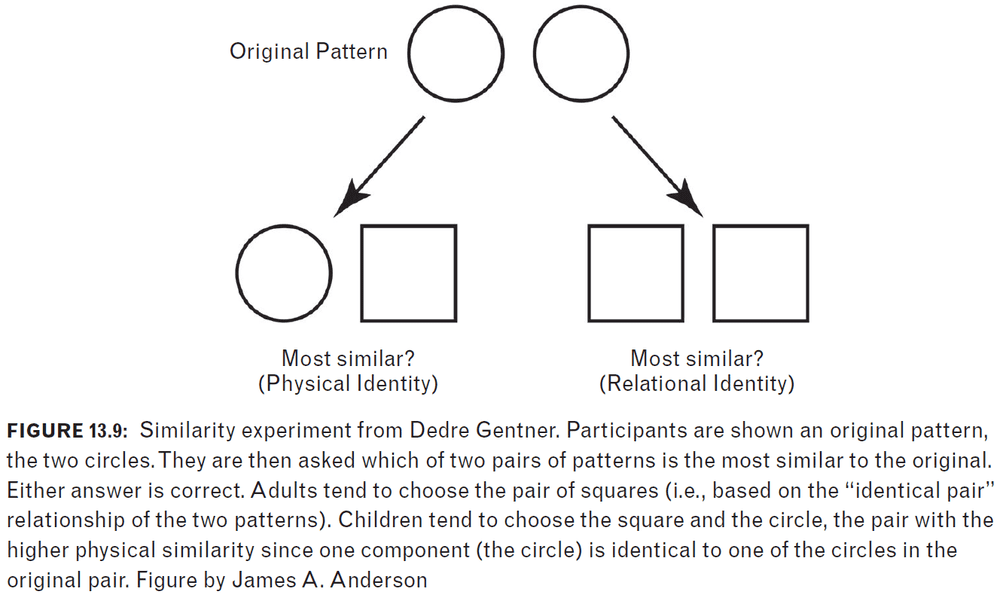 Original Pattern
Most similar?
(Physical Identity)
Most similar?
(Relational Identity)
FIGURE 13.9: Similarity experiment from Dedre Gentner. Participants are shown an original pattern,
the two circles. They are then asked which of two pairs of patterns is the most similar to the original.
Either answer is correct. Adults tend to choose the pair of squares (i.e., based on the “identical pair”
relationship of the two patterns). Children tend to choose the square and the circle, the pair with the
higher physical similarity since one component (the circle) is identical to one of the circles in the
original pair. Figure by James A. Anderson